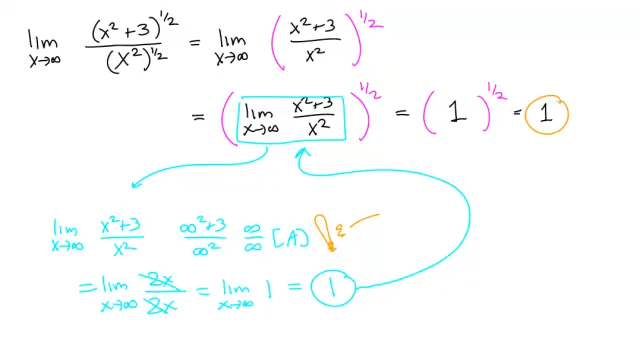 lim x→∞ (x²+3)^1/2 / (x²)^1/2 = lim x→∞ (x²+3 / x²)^1/2
= (lim x→∞ x²+3 / x²)^1/2 = (1)^1/2 = 1
lim x→∞ x²+3 / x² ∞²+3 / ∞² ∞/∞ [A]
= lim x→∞ 2x / 2x = lim x→∞ 1 = 1